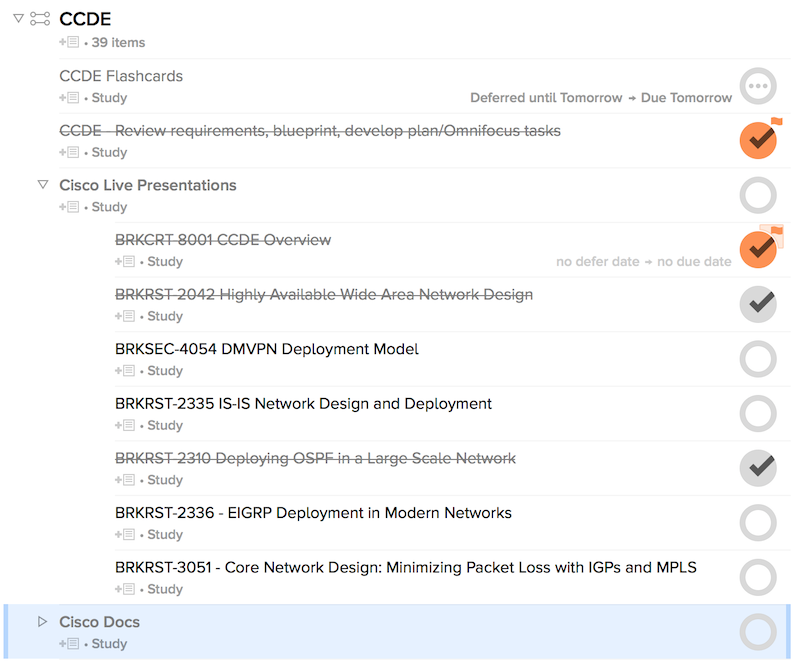 CCDE
• 39 items
CCDE Flashcards
• Study
Deferred until Tomorrow → Due Tomorrow
CCDE - Review requirements, blueprint, develop plan/Omnifocus tasks
• Study
Cisco Live Presentations
• Study
BRKCRT 8001 CCDE Overview
• Study
no defer date → no due date
BRKRST 2042 Highly Available Wide Area Network Design
• Study
BRKSEC-4054 DMVPN Deployment Model
• Study
BRKRST-2335 IS-IS Network Design and Deployment
• Study
BRKRST 2310 Deploying OSPF in a Large Scale Network
• Study
BRKRST-2336 - EIGRP Deployment in Modern Networks
• Study
BRKRST-3051 - Core Network Design: Minimizing Packet Loss with IGPs and MPLS
• Study
Cisco Docs
• Study